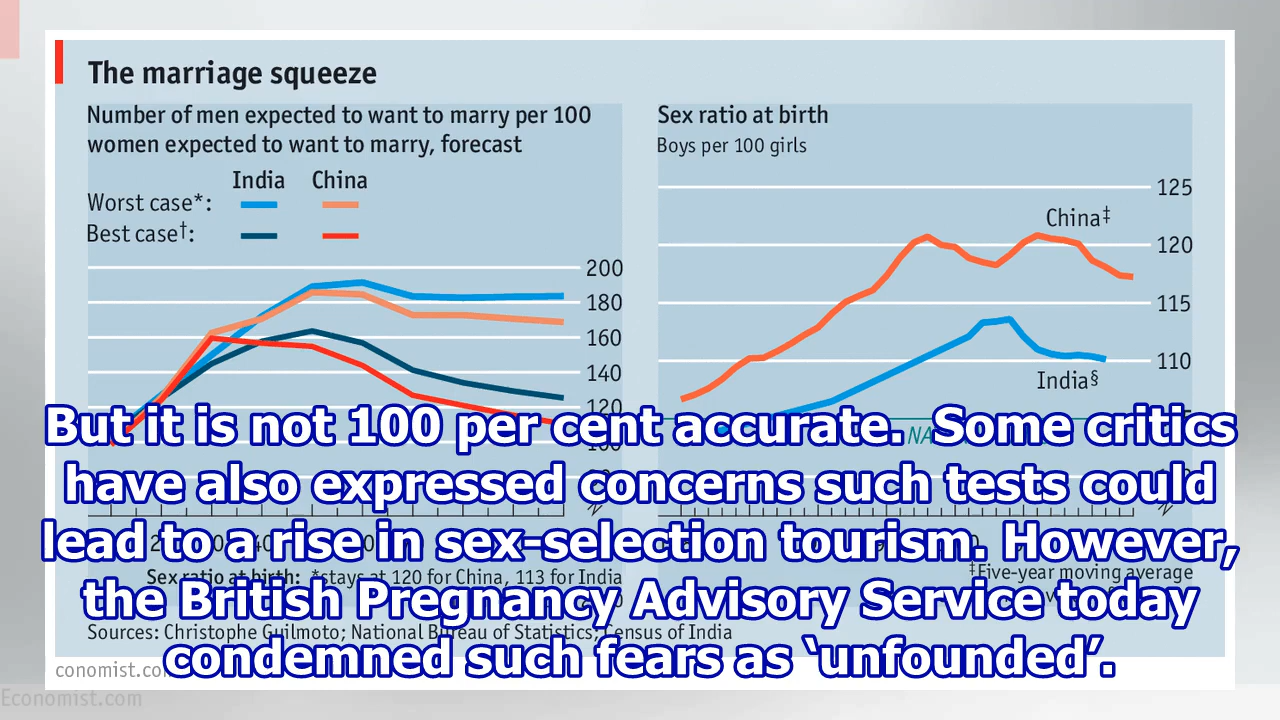 The marriage squeeze
Number of men expected to want to marry per 100
women expected to want to marry, forecast
India China
Worst case*:
Best case†:
200
180
160
140
120
100
Sex ratio at birth
Boys per 100 girls
125
China‡
120
115
110
India§
But it is not 100 per cent accurate. Some critics
have also expressed concerns such tests could
lead to a rise in sex-selection tourism. However,
the British Pregnancy Advisory Service today
condemned such fears as ‘unfounded’.
Sex ratio at birth: *stays at 120 for China, 113 for India
‡Five-year moving average
Sources: Christophe Guilmoto; National Bureau of Statistics; Census of India
Economist.com